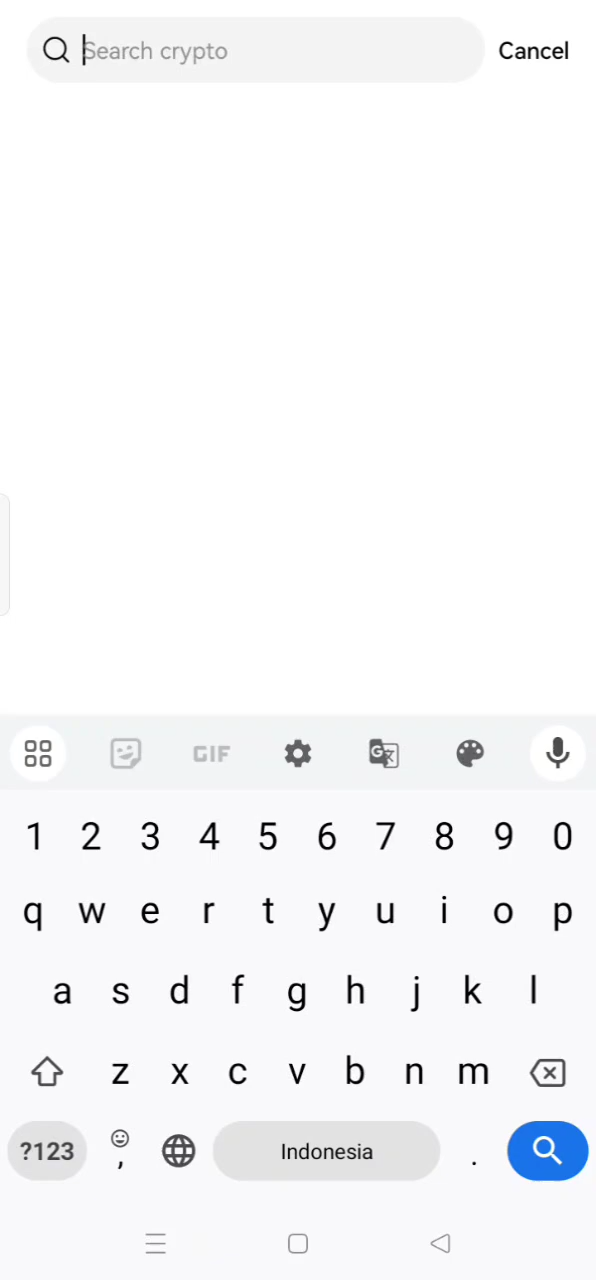 Search crypto Cancel
GIF
1 2 3 4 5 6 7 8 9 0
q w e r t y u i o p
a s d f g h j k l
z x c v b n m
?123 , Indonesia .